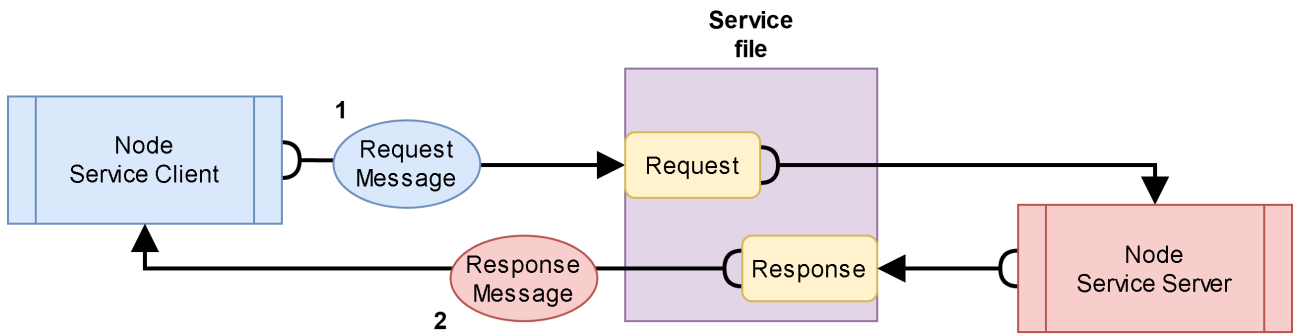 Service
file
1
Node
Service Client
Request
Message
Request
Response
Message
2
Response
Node
Service Server